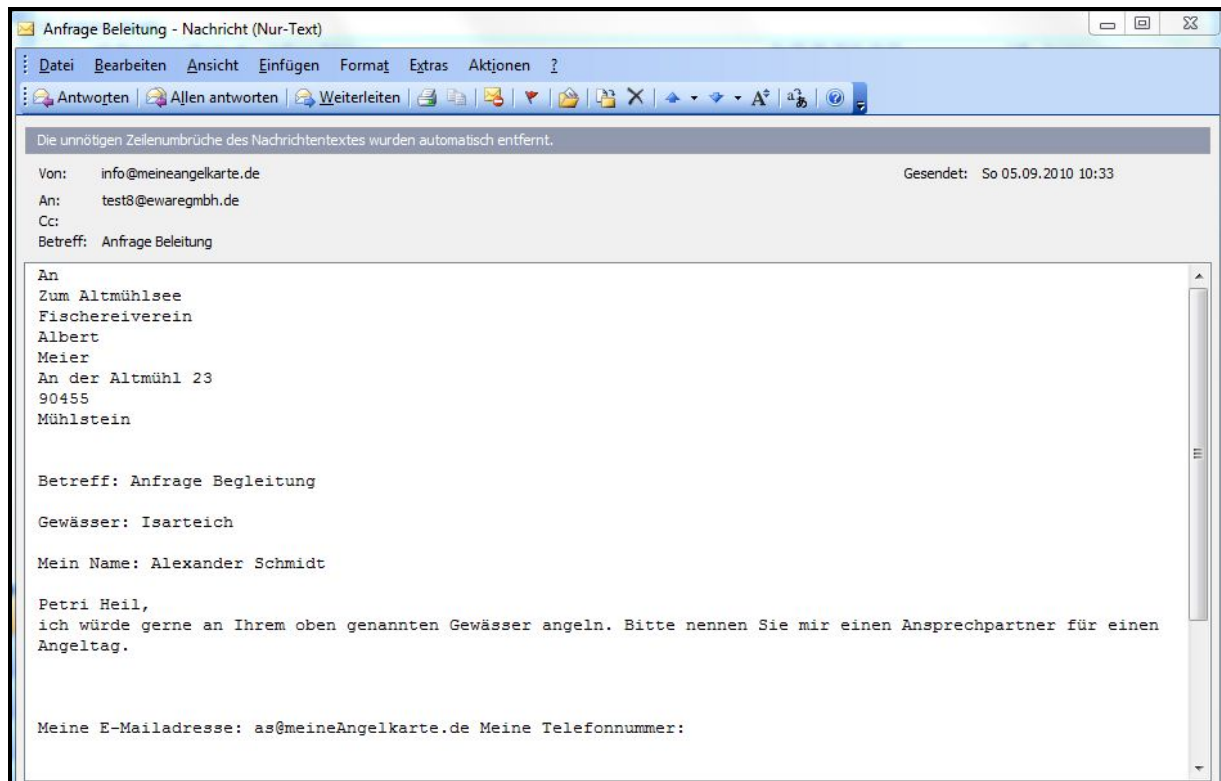 Anfrage Beleitung - Nachricht (Nur-Text)
Datei Bearbeiten Ansicht Einfügen Format Extras Aktionen ?
Antworten Allen antworten Weiterleiten
Die unnötigen Zeilenumbrüche des Nachrichtentextes wurden automatisch entfernt.
Von: info@meineangelkarte.de Gesendet: So 05.09.2010 10:33
An: test8@ewaregmbh.de
Cc:
Betreff: Anfrage Beleitung
An
Zum Altmühlsee
Fischereiverein
Albert
Meier
An der Altmühl 23
90455
Mühlstein
Betreff: Anfrage Begleitung
Gewässer: Isarteich
Mein Name: Alexander Schmidt
Petri Heil,
ich würde gerne an Ihrem oben genannten Gewässer angeln. Bitte nennen Sie mir einen Ansprechpartner für einen
Angeltag.
Meine E-Mailadresse: as@meineAngelkarte.de Meine Telefonnummer: